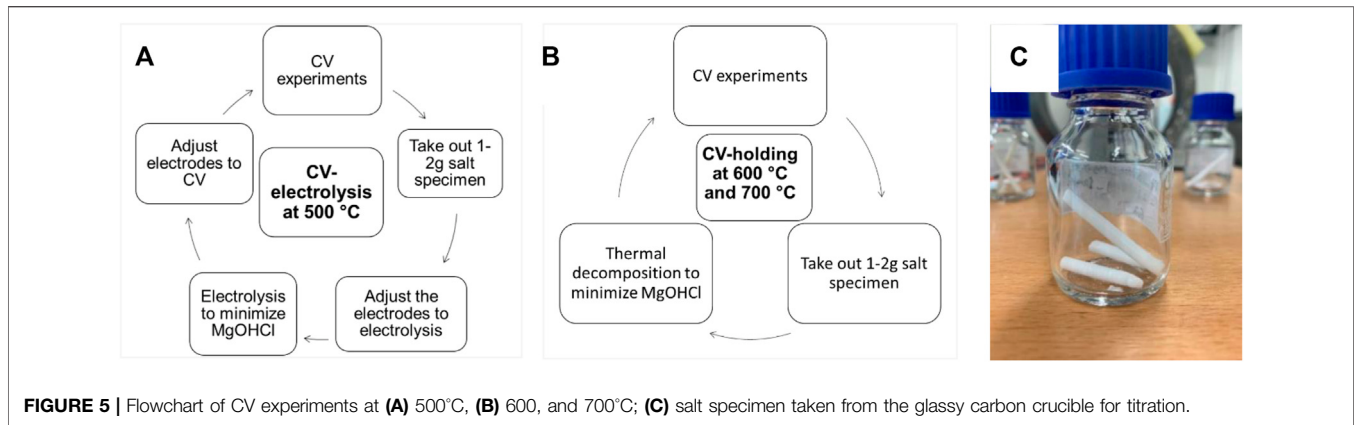 A
CV
experiments
Take out 1-
2g salt
specimen
Adjust the
electrodes to
electrolysis
Electrolysis
to minimize
MgOHCl
Adjust
electrodes to
CV
CV-
electrolysis
at 500 °C
B
CV experiments
Take out 1-2g salt
specimen
Thermal
decomposition to
minimize MgOHCl
CV-holding
at 600 °C
and 700 °C
C
FIGURE 5 | Flowchart of CV experiments at (A) 500°C, (B) 600, and 700°C; (C) salt specimen taken from the glassy carbon crucible for titration.